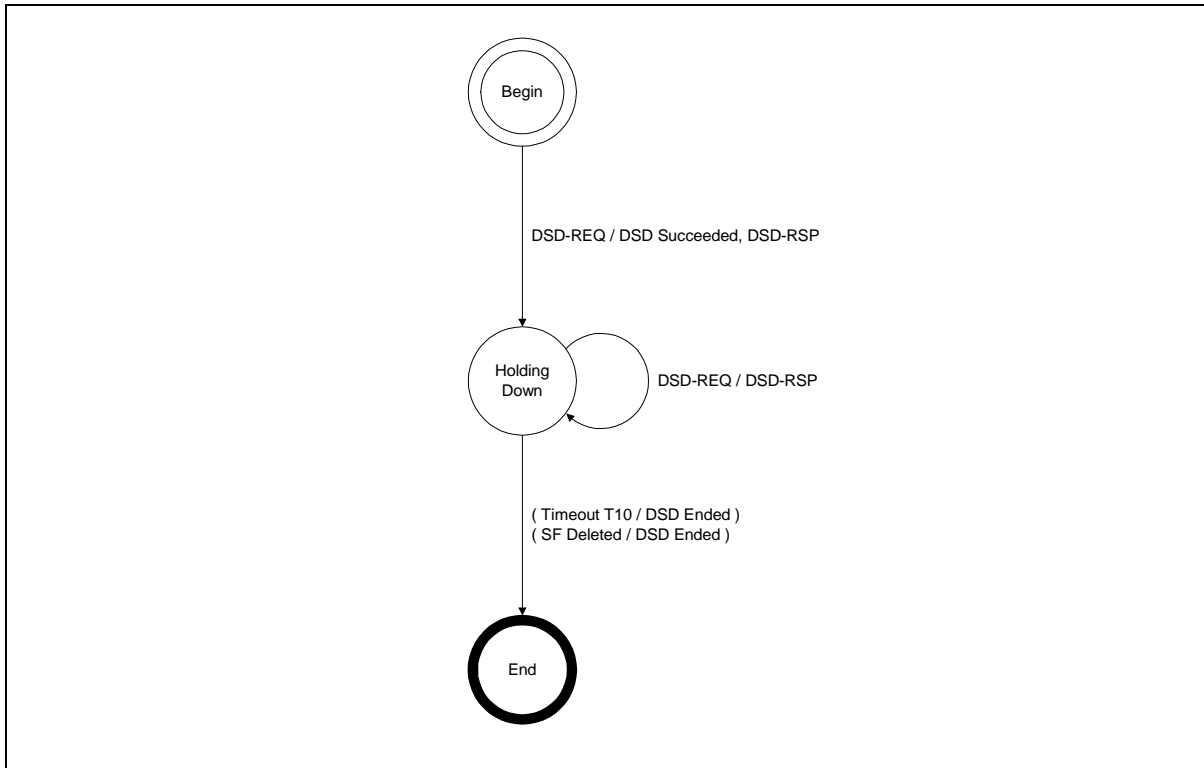 Begin
DSD-REQ / DSD Succeeded, DSD-RSP
Holding
Down
DSD-REQ / DSD-RSP
( Timeout T10 / DSD Ended )
( SF Deleted / DSD Ended )
End